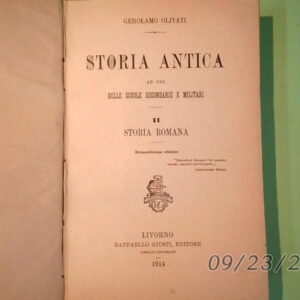 GEROLAMO OLIVATI
STORIA ANTICA
AD USO
DELLE SCUOLE SECONDARIE E MILITARI
II
STORIA ROMANA
edizione
LIVORNO
RAFFAELLO GIUSTI, EDITORE
1914
09/23/2